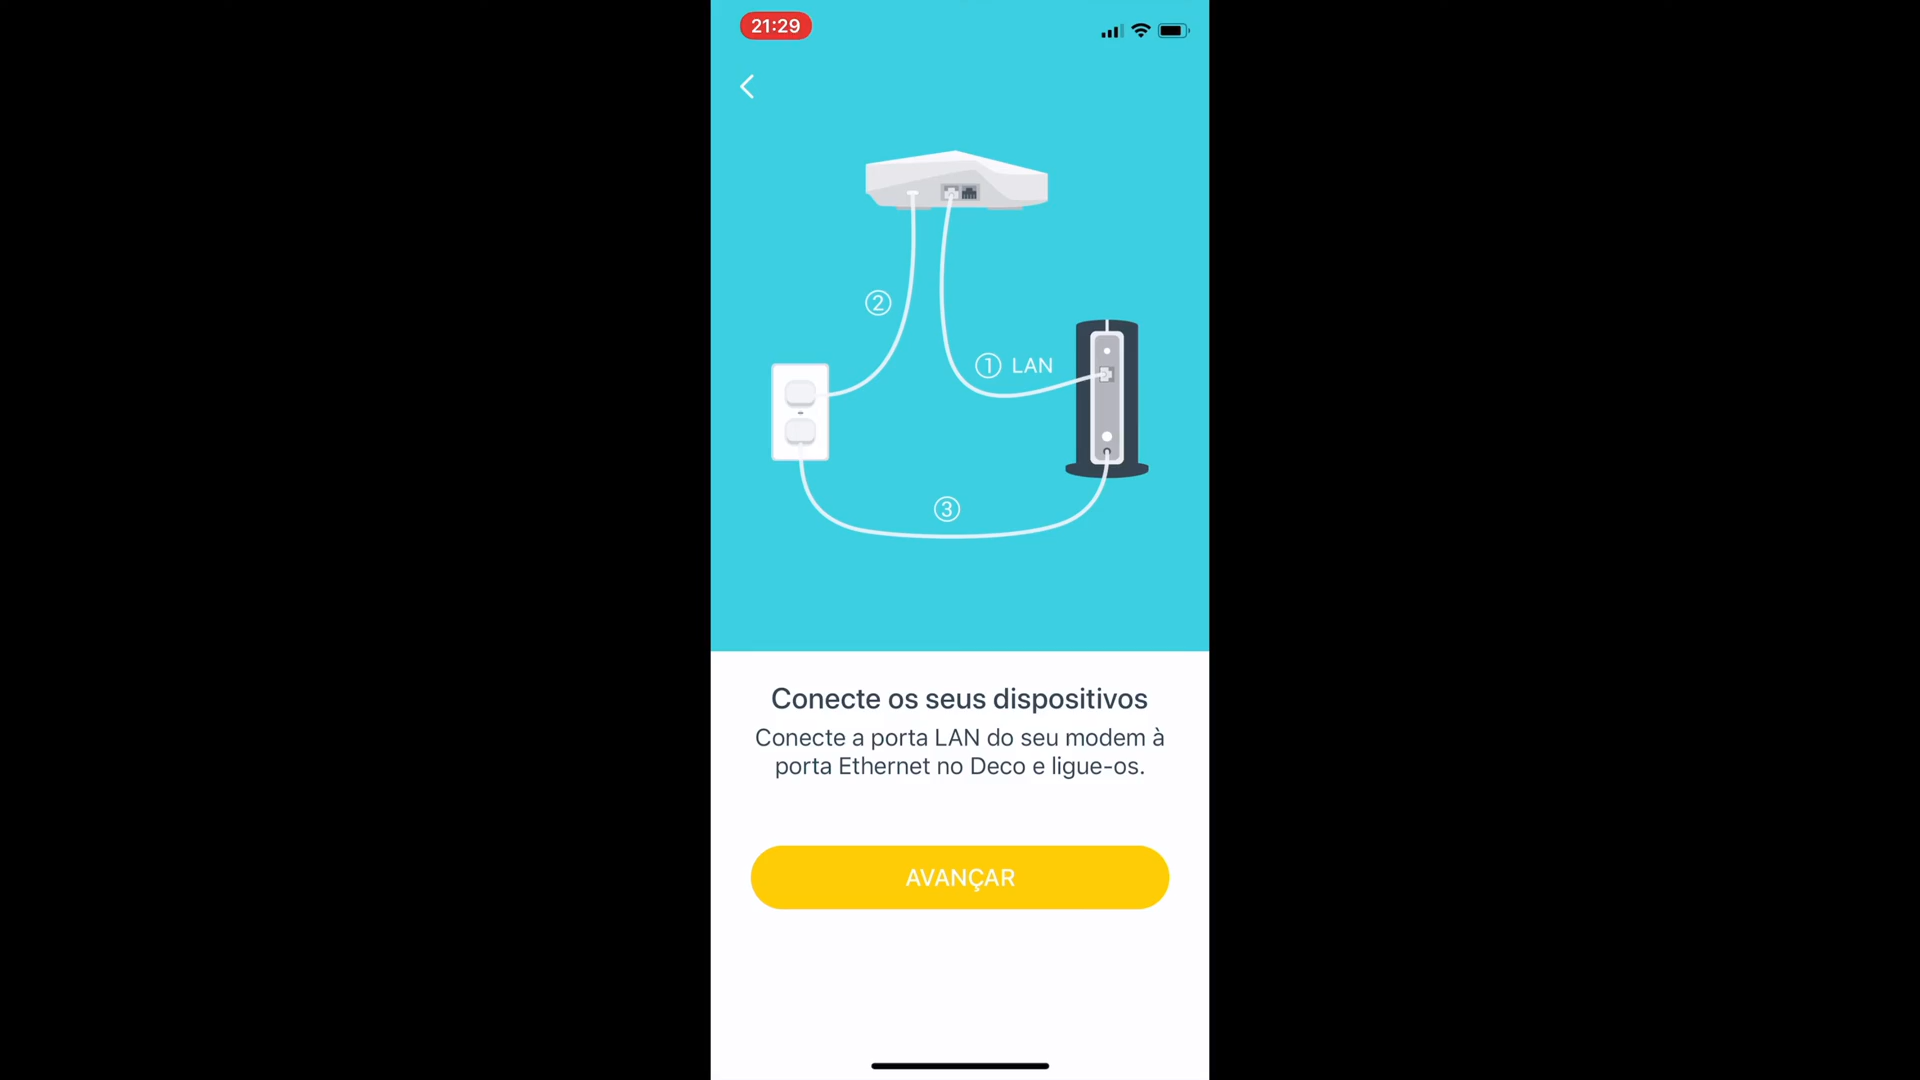 21:29
②
① LAN
③
Conecte os seus dispositivos
Conecte a porta LAN do seu modem à
porta Ethernet no Deco e ligue-os.
AVANÇAR